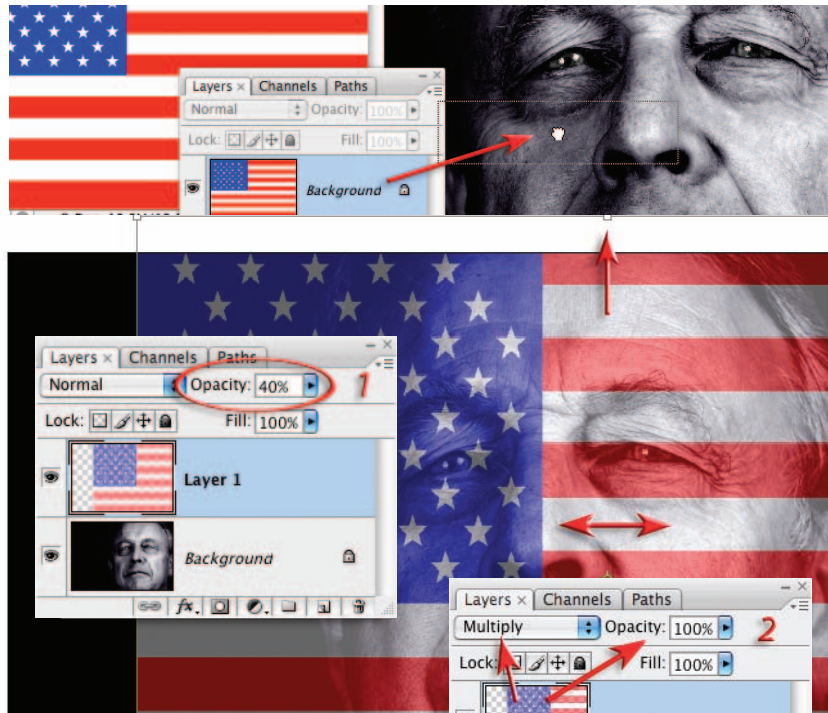 Layers × Channels Paths
Normal Opacity: 100%
Lock: Fill: 100%
Background
Layers × Channels Paths
Normal Opacity: 40% 1
Lock: Fill: 100%
Layer 1
Background
fx.
Layers × Channels Paths
Multiply Opacity: 100% 2
Lock: Fill: 100%